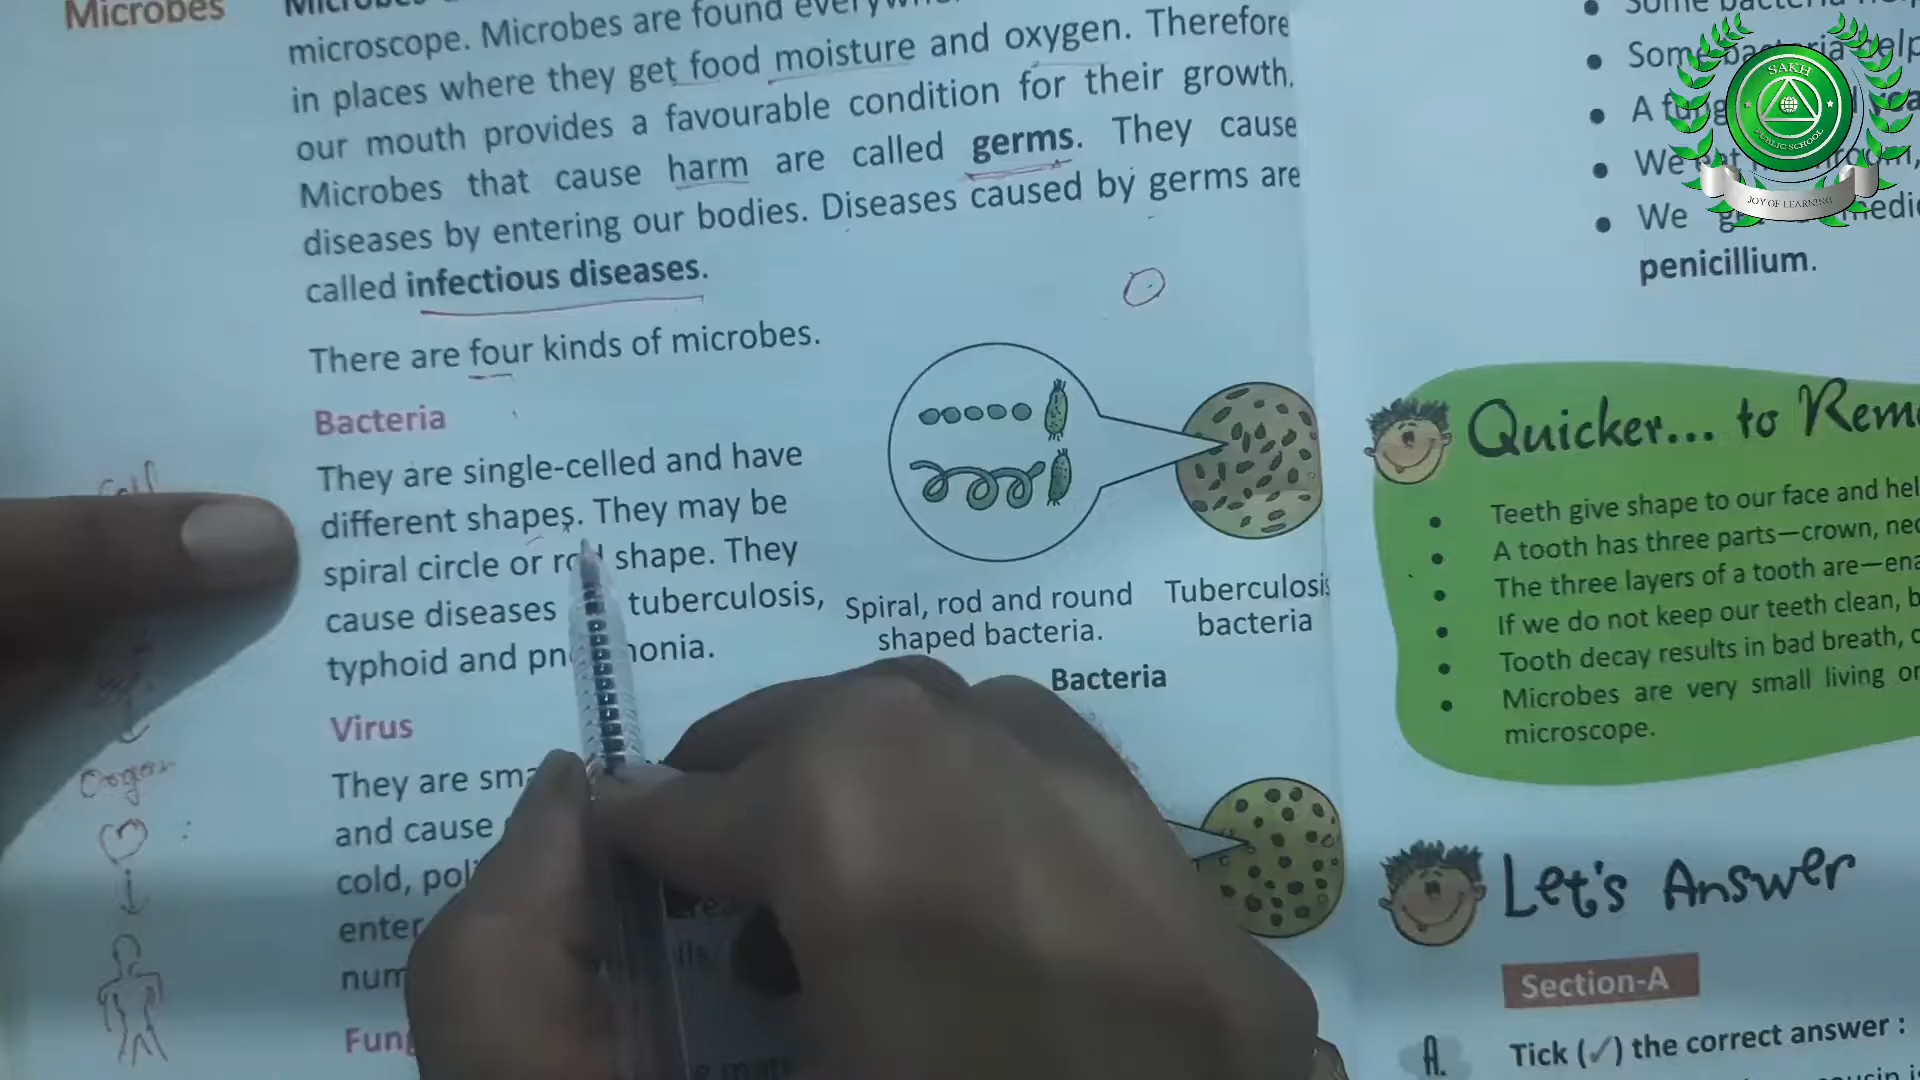 Microbes
microscope. Microbes are found
in places where they get food moisture and oxygen. Therefore
our mouth provides a favourable condition for their growth.
Microbes that cause harm are called germs. They cause
diseases by entering our bodies. Diseases caused by germs are
called infectious diseases.
There are four kinds of microbes.
Bacteria
They are single-celled and have
different shapes. They may be
spiral circle or shape. They
cause diseases tuberculosis,
typhoid and
Virus
They are
and cause
cold,
Spiral, rod and round
shaped bacteria.
Tuberculosis
bacteria
Bacteria
Cell
Organ
Some
A
We
We
penicillium.
SAKH
PUBLIC SCHOOL
JOY OF LEARNING
Quicker... to
Teeth give shape to our face and
A tooth has three parts—crown,
The three layers of a tooth are—
If we do not keep our teeth clean,
Tooth decay results in bad breath,
Microbes are very small living
microscope.
Let's Answer
Section-A
A. Tick (✓) the correct answer :